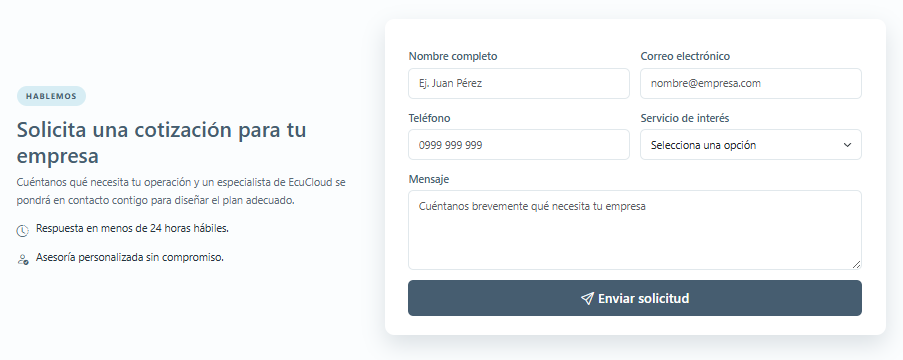 HABLEMOS
Solicita una cotización para tu
empresa
Cuéntanos qué necesita tu operación y un especialista de EcuCloud se
pondrá en contacto contigo para diseñar el plan adecuado.
Respuesta en menos de 24 horas hábiles.
Asesoría personalizada sin compromiso.
Nombre completo
Ej. Juan Pérez
Correo electrónico
nombre@empresa.com
Teléfono
0999 999 999
Servicio de interés
Selecciona una opción
Mensaje
Cuéntanos brevemente qué necesita tu empresa
Enviar solicitud